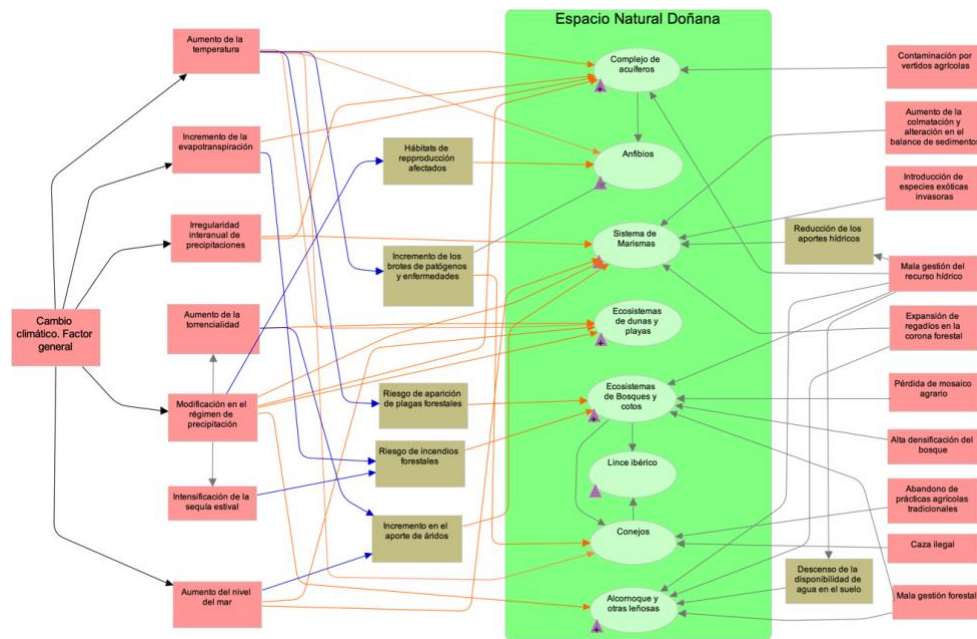 Espacio Natural Doñana
Aumento de la
temperatura
Incremento de la
evapotranspiración
Irregularidad
interanual de
precipitaciones
Cambio
climático. Factor
general
Aumento de la
torrencialidad
Modificación en el
régimen de
precipitación
Intensificación de la
sequía estival
Aumento del nivel
del mar
Hábitats de
repproducción
afectados
Incremento de los
brotes de patógenos
y enfermedades
Riesgo de aparición
de plagas forestales
Riesgo de incendios
forestales
Incremento en el
aporte de áridos
Complejo de
acuíferos
Anfibios
Sistema de
Marismas
Ecosistemas
de dunas y
playas
Ecosistemas
de Bosques y
cotos
Lince ibérico
Conejos
Alcornoque y
otras leñosas
Contaminación por
vertidos agrícolas
Aumento de la
colmatación y
alteración en el
balance de sedimentos
Introducción de
especies exóticas
invasoras
Reducción de los
aportes hídricos
Mala gestión del
recurso hídrico
Expansión de
regadíos en la
corona forestal
Pérdida de mosaico
agrario
Alta densificación del
bosque
Abandono de
prácticas agrícolas
tradicionales
Caza ilegal
Descenso de la
disponibilidad de
agua en el suelo
Mala gestión forestal